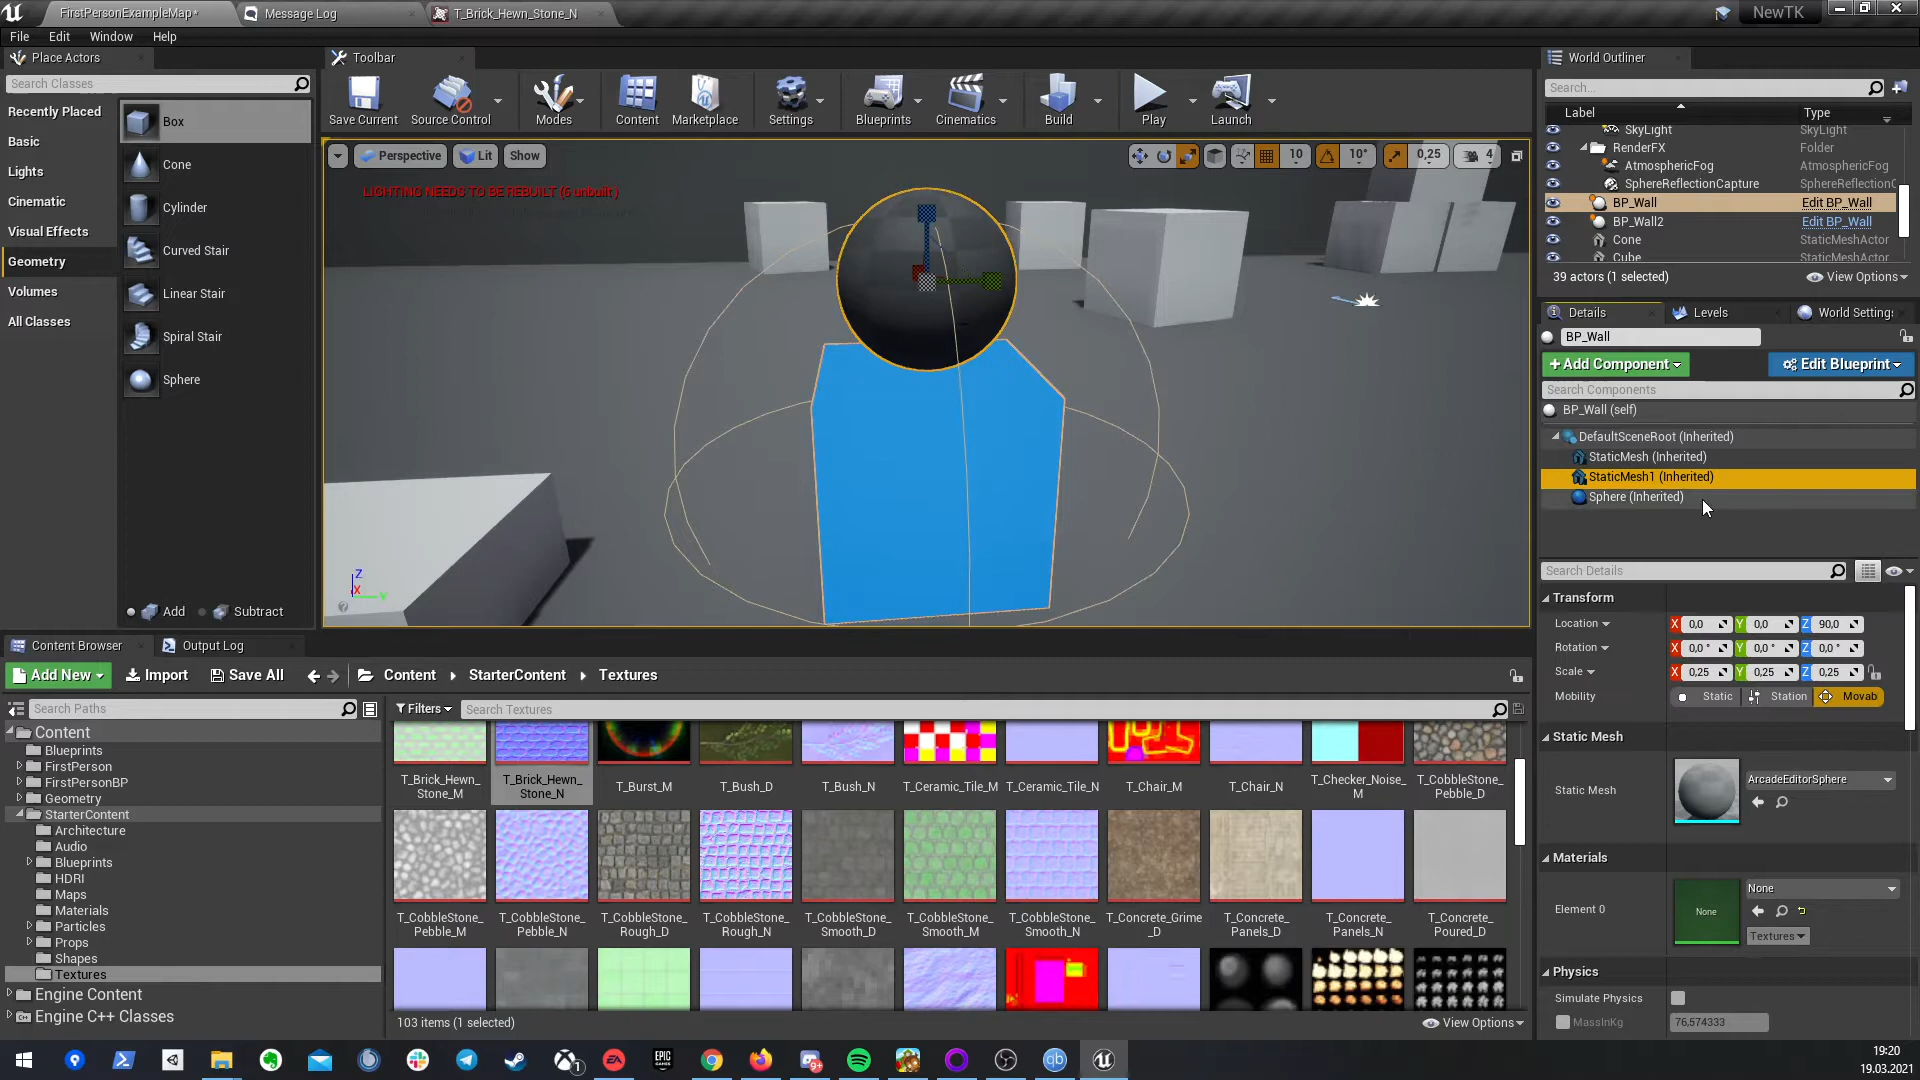 FirstPersonExampleMap*
Message Log
T_Brick_Hewn_Stone_N
NewTK
File Edit Window Help
Place Actors
Search Classes
Recently Placed
Basic
Lights
Cinematic
Visual Effects
Geometry
Volumes
All Classes
Box
Cone
Cylinder
Curved Stair
Linear Stair
Spiral Stair
Sphere
Add
Subtract
Toolbar
Save Current
Source Control
Modes
Content
Marketplace
Settings
Blueprints
Cinematics
Build
Play
Launch
Perspective
Lit
Show
10
10°
0,25
4
LIGHTING NEEDS TO BE REBUILT (6 unbuilt)
Z
X
Y
World Outliner
Search...
Label Type
SkyLight SkyLight
RenderFX Folder
AtmosphericFog AtmosphericFog
SphereReflectionCapture SphereReflectionC
BP_Wall Edit BP_Wall
BP_Wall2 Edit BP_Wall
Cone StaticMeshActor
Cube StaticMeshActor
39 actors (1 selected)
View Options
Details
Levels
World Settings
BP_Wall
+Add Component
Edit Blueprint
Search Components
BP_Wall (self)
DefaultSceneRoot (Inherited)
StaticMesh (Inherited)
StaticMesh1 (Inherited)
Sphere (Inherited)
Search Details
Transform
Location X 0,0 Y 0,0 Z 90,0
Rotation X 0,0 ° Y 0,0 ° Z 0,0 °
Scale X 0,25 Y 0,25 Z 0,25
Mobility Static Station Movab
Static Mesh
Static Mesh
ArcadeEditorSphere
Materials
Element 0
None
None
Textures
Physics
Simulate Physics
MassInKg 76,574333
Content Browser
Output Log
Add New
Import
Save All
Content
StarterContent
Textures
Search Paths
Filters
Search Textures
Content
Blueprints
FirstPerson
FirstPersonBP
Geometry
StarterContent
Architecture
Audio
Blueprints
HDRI
Maps
Materials
Particles
Props
Shapes
Textures
Engine Content
Engine C++ Classes
T_Brick_Hewn_Stone_M
T_Brick_Hewn_Stone_N
T_Burst_M
T_Bush_D
T_Bush_N
T_Ceramic_Tile_M
T_Ceramic_Tile_N
T_Chair_M
T_Chair_N
T_Checker_Noise_M
T_CobbleStone_Pebble_D
T_CobbleStone_Pebble_M
T_CobbleStone_Pebble_N
T_CobbleStone_Rough_D
T_CobbleStone_Rough_N
T_CobbleStone_Smooth_D
T_CobbleStone_Smooth_M
T_CobbleStone_Smooth_N
T_Concrete_Grime_D
T_Concrete_Panels_D
T_Concrete_Panels_N
T_Concrete_Poured_D
103 items (1 selected)
View Options
EA
EPIC GAMES
qb
1
9+
19:20
19.03.2021